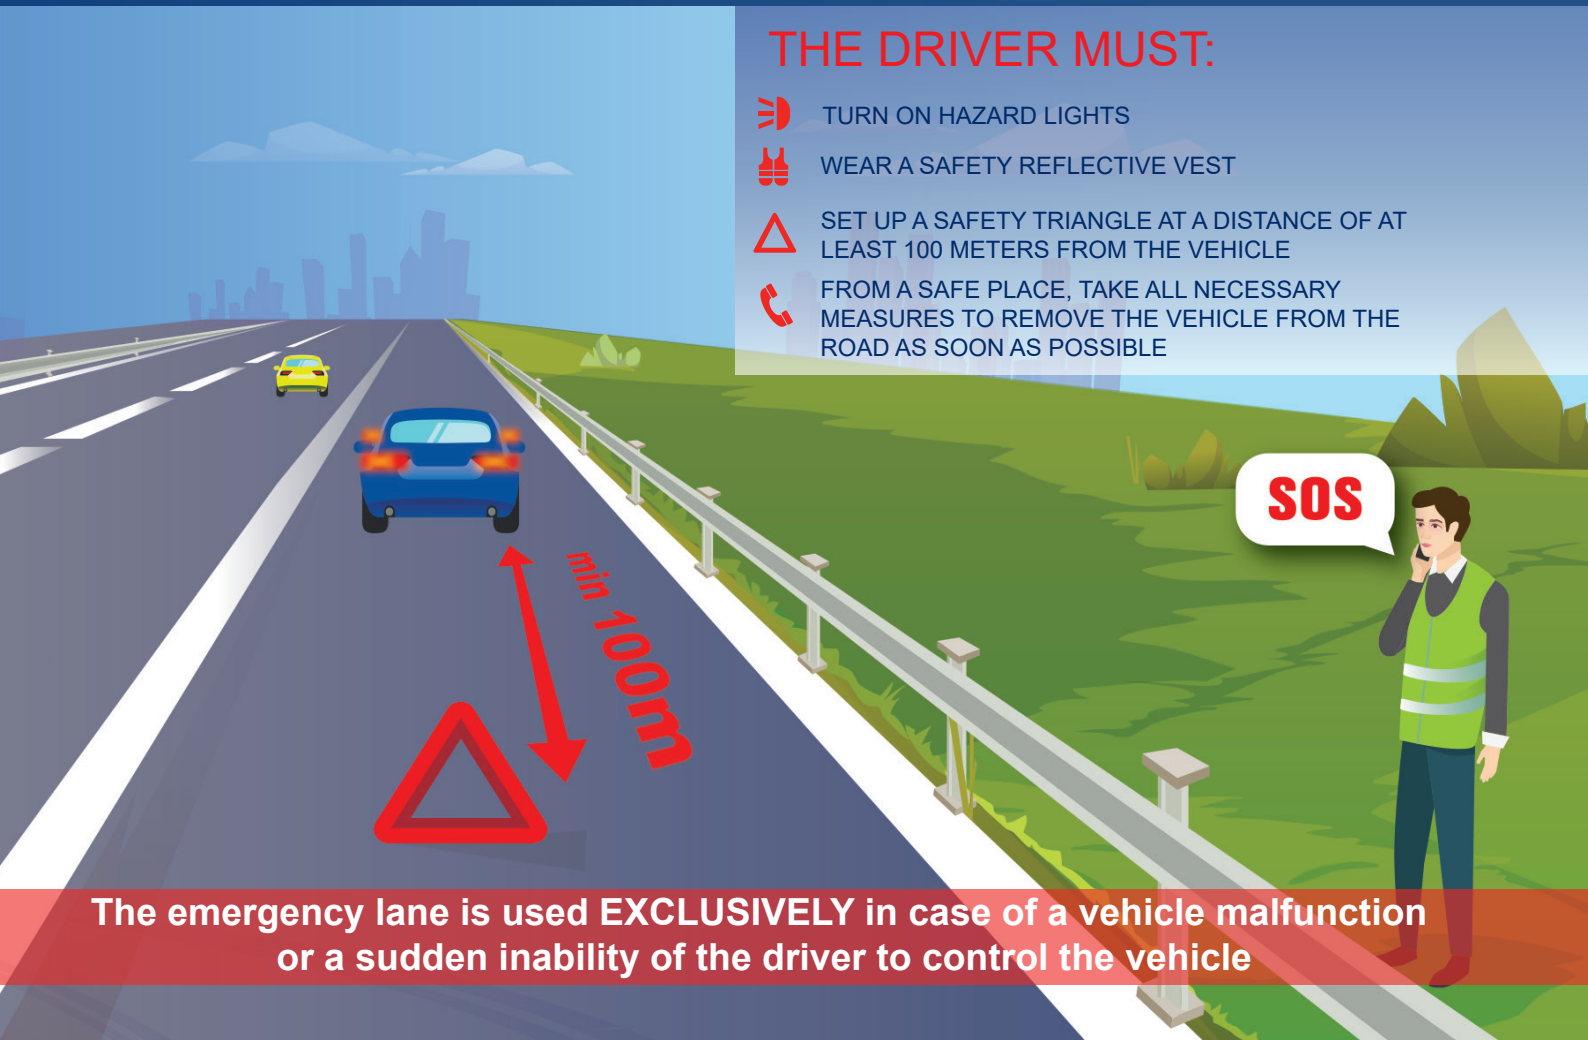 THE DRIVER MUST:
TURN ON HAZARD LIGHTS
WEAR A SAFETY REFLECTIVE VEST
SET UP A SAFETY TRIANGLE AT A DISTANCE OF AT
LEAST 100 METERS FROM THE VEHICLE
FROM A SAFE PLACE, TAKE ALL NECESSARY
MEASURES TO REMOVE THE VEHICLE FROM THE
ROAD AS SOON AS POSSIBLE
SOS
min 100m
The emergency lane is used EXCLUSIVELY in case of a vehicle malfunction
or a sudden inability of the driver to control the vehicle